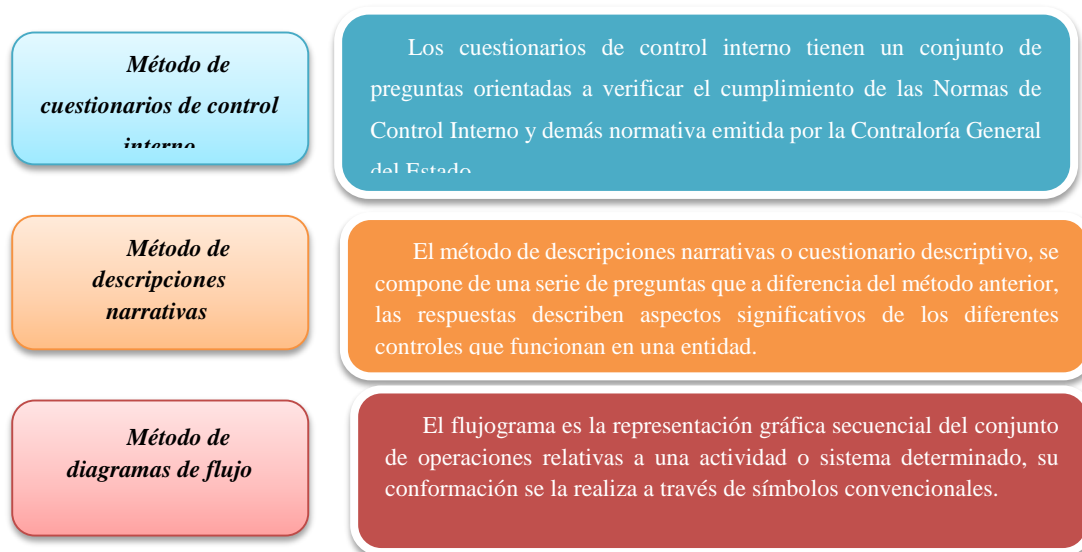 Método de
cuestionarios de control
interno
Los cuestionarios de control interno tienen un conjunto de
preguntas orientadas a verificar el cumplimiento de las Normas de
Control Interno y demás normativa emitida por la Contraloría General
del Estado
Método de
descripciones
narrativas
El método de descripciones narrativas o cuestionario descriptivo, se
compone de una serie de preguntas que a diferencia del método anterior,
las respuestas describen aspectos significativos de los diferentes
controles que funcionan en una entidad.
Método de
diagramas de flujo
El flujograma es la representación gráfica secuencial del conjunto
de operaciones relativas a una actividad o sistema determinado, su
conformación se la realiza a través de símbolos convencionales.